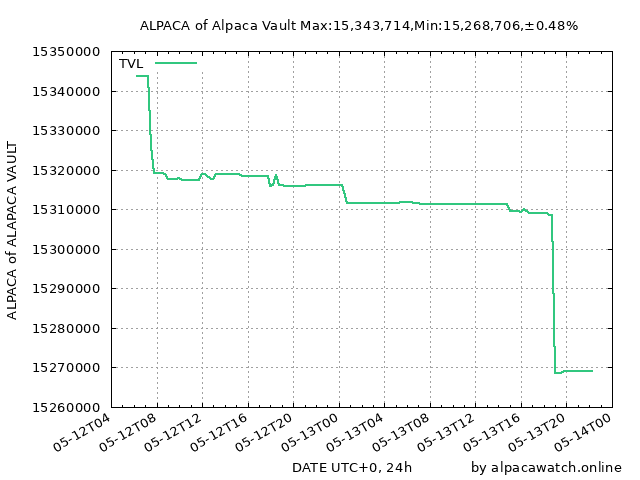 ALPACA of Alpaca Vault Max:15,343,714,Min:15,268,706,±0.48%
TVL
15350000
15340000
15330000
15320000
15310000
15300000
15290000
15280000
15270000
15260000
ALPACA of ALAPACA VAULT
05-12T04
05-12T08
05-12T12
05-12T16
05-12T20
05-13T00
05-13T04
05-13T08
05-13T12
05-13T16
05-13T20
05-14T00
DATE UTC+0, 24h
by alpacawatch.online